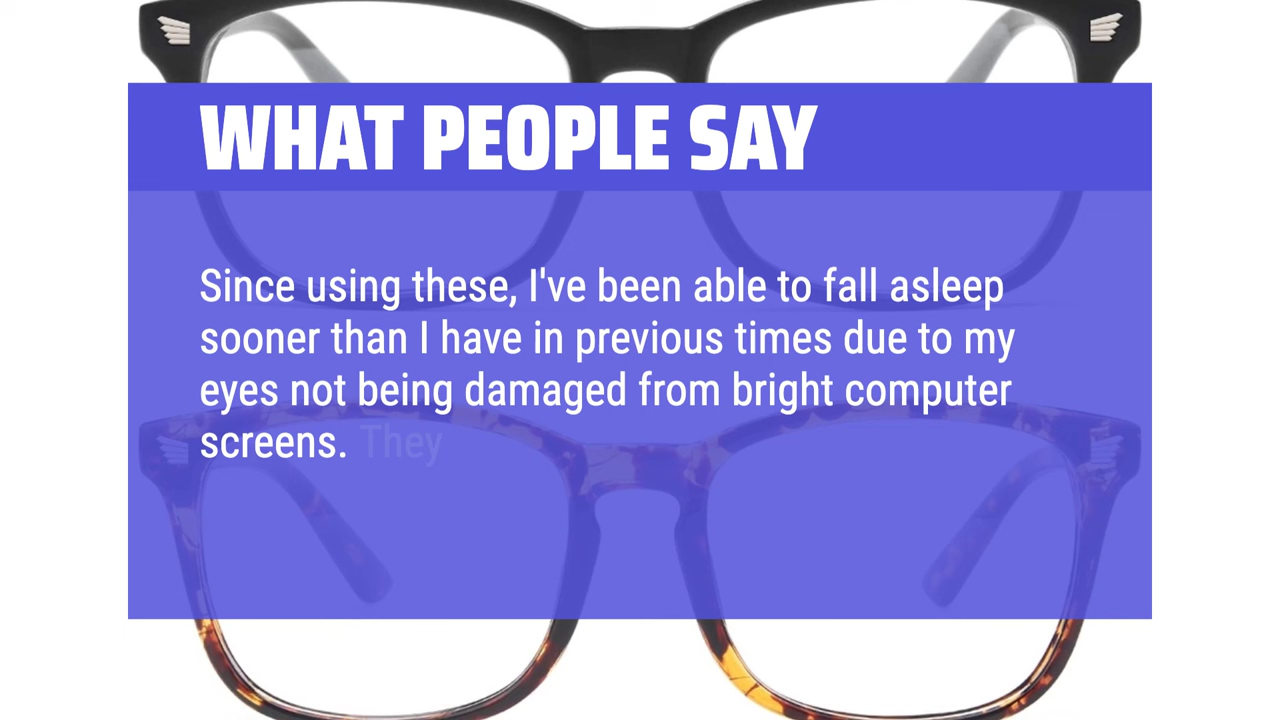 WHAT PEOPLE SAY
Since using these, I've been able to fall asleep
sooner than I have in previous times due to my
eyes not being damaged from bright computer
screens. They